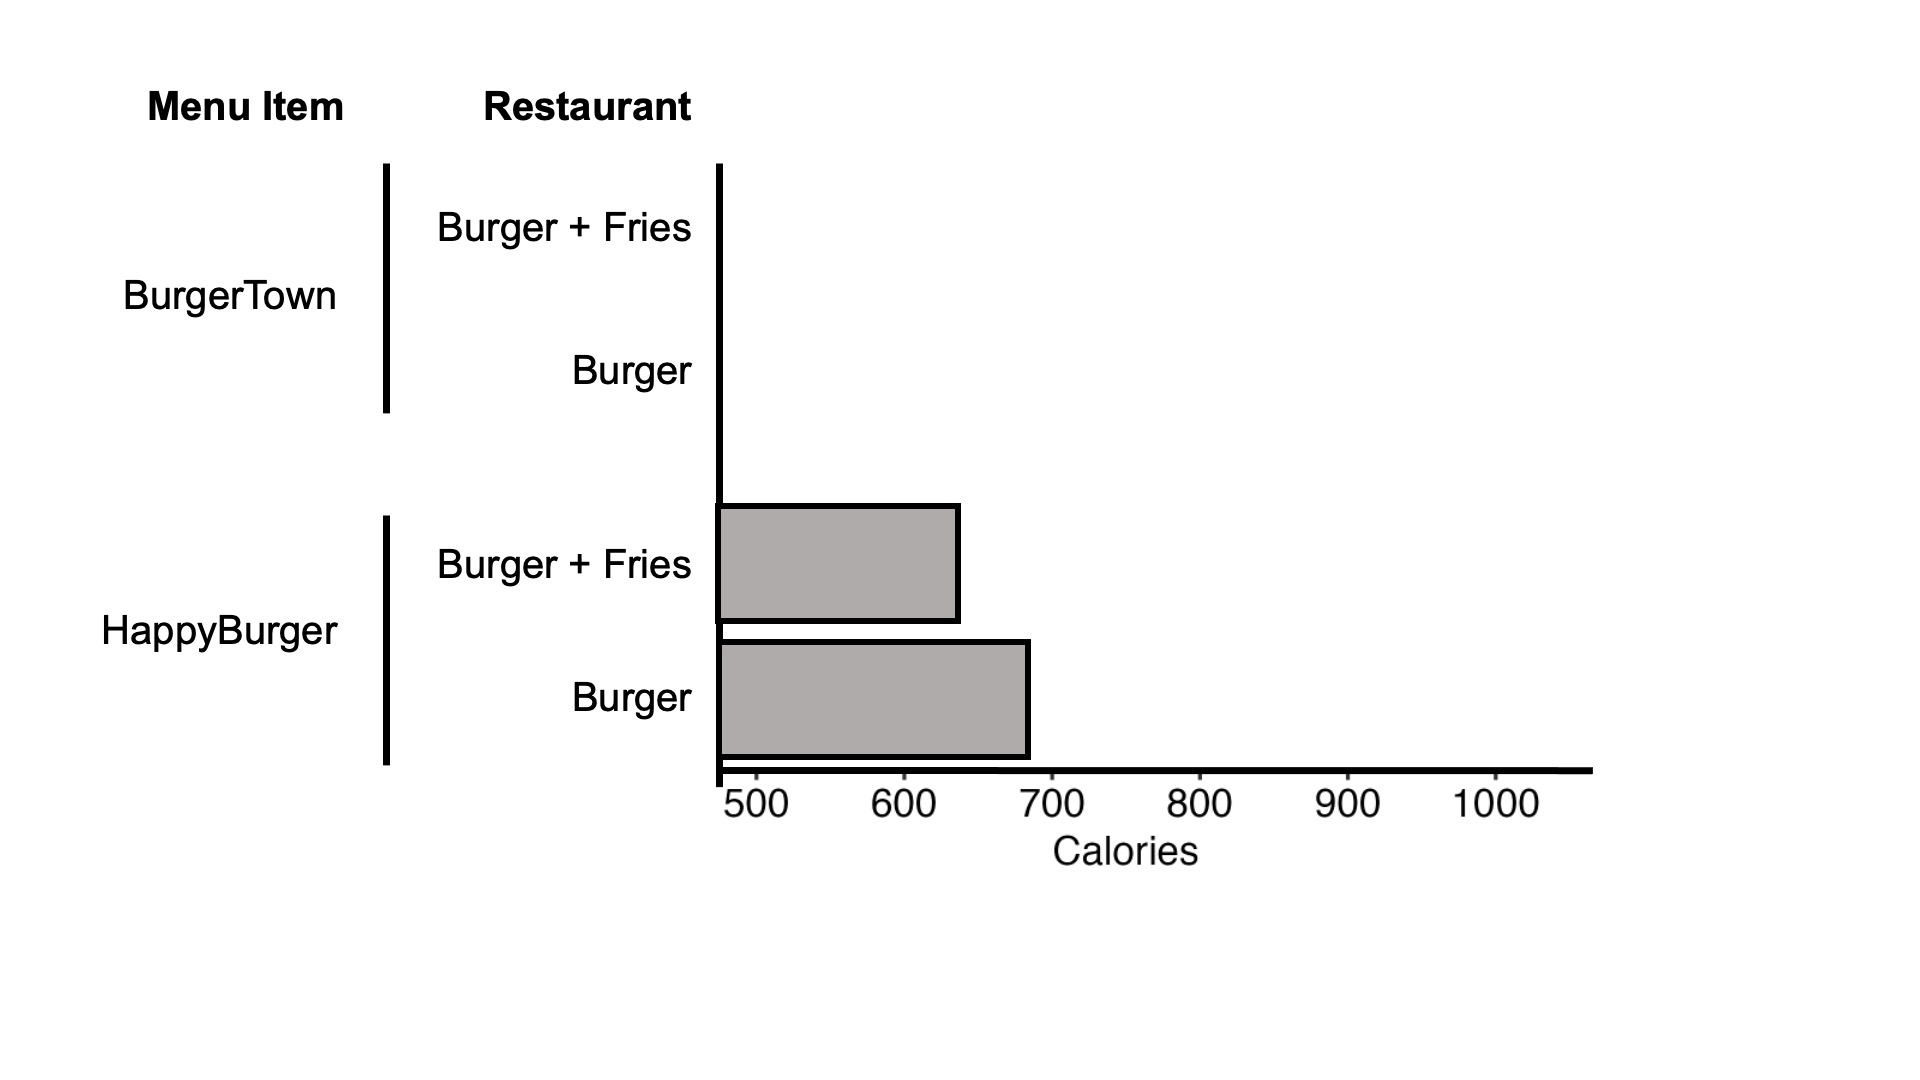 Menu Item Restaurant
Burger + Fries
BurgerTown
Burger
Burger + Fries
HappyBurger
Burger
500 600 700 800 900 1000
Calories